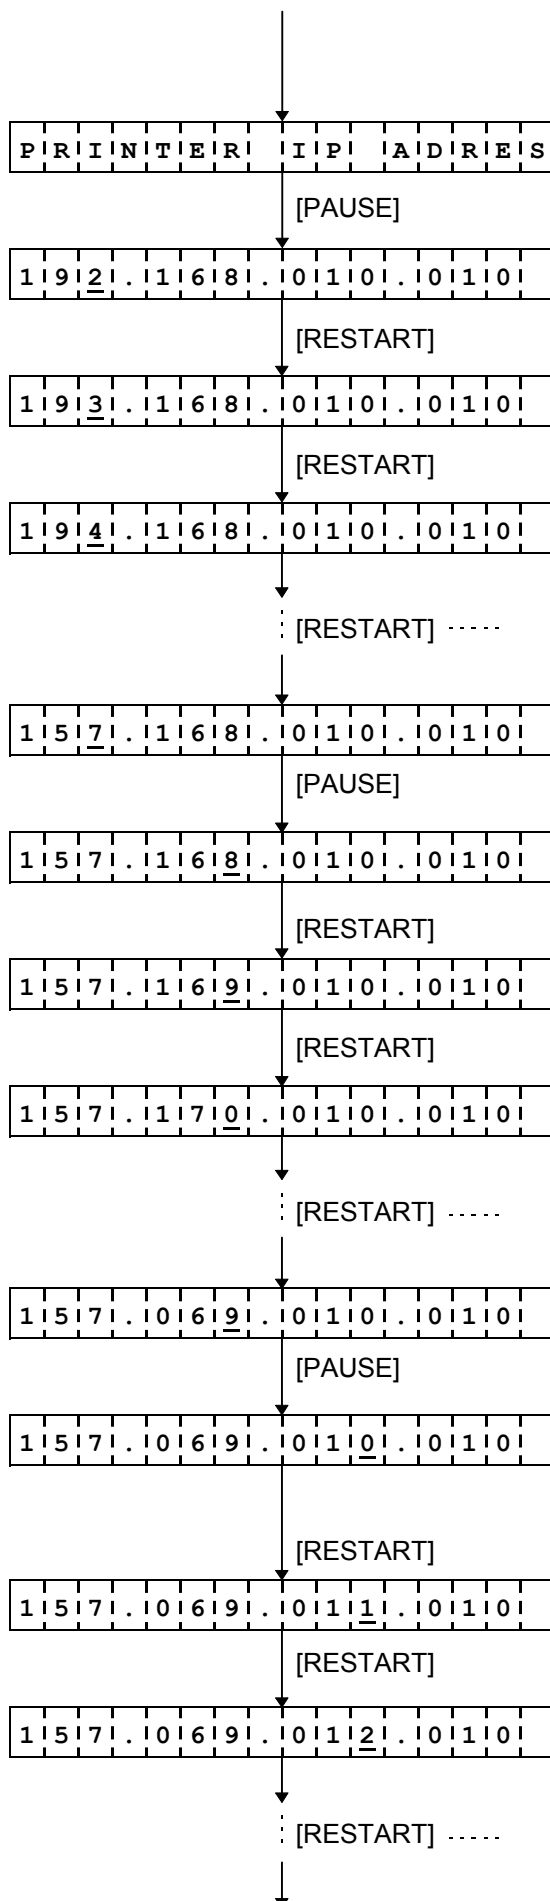 PRINTER IP ADRES
[PAUSE]
192.168.010.010
[RESTART]
193.168.010.010
[RESTART]
194.168.010.010
[RESTART]
157.168.010.010
[PAUSE]
157.168.010.010
[RESTART]
157.169.010.010
[RESTART]
157.170.010.010
[RESTART]
157.069.010.010
[PAUSE]
157.069.010.010
[RESTART]
157.069.011.010
[RESTART]
157.069.012.010
[RESTART]